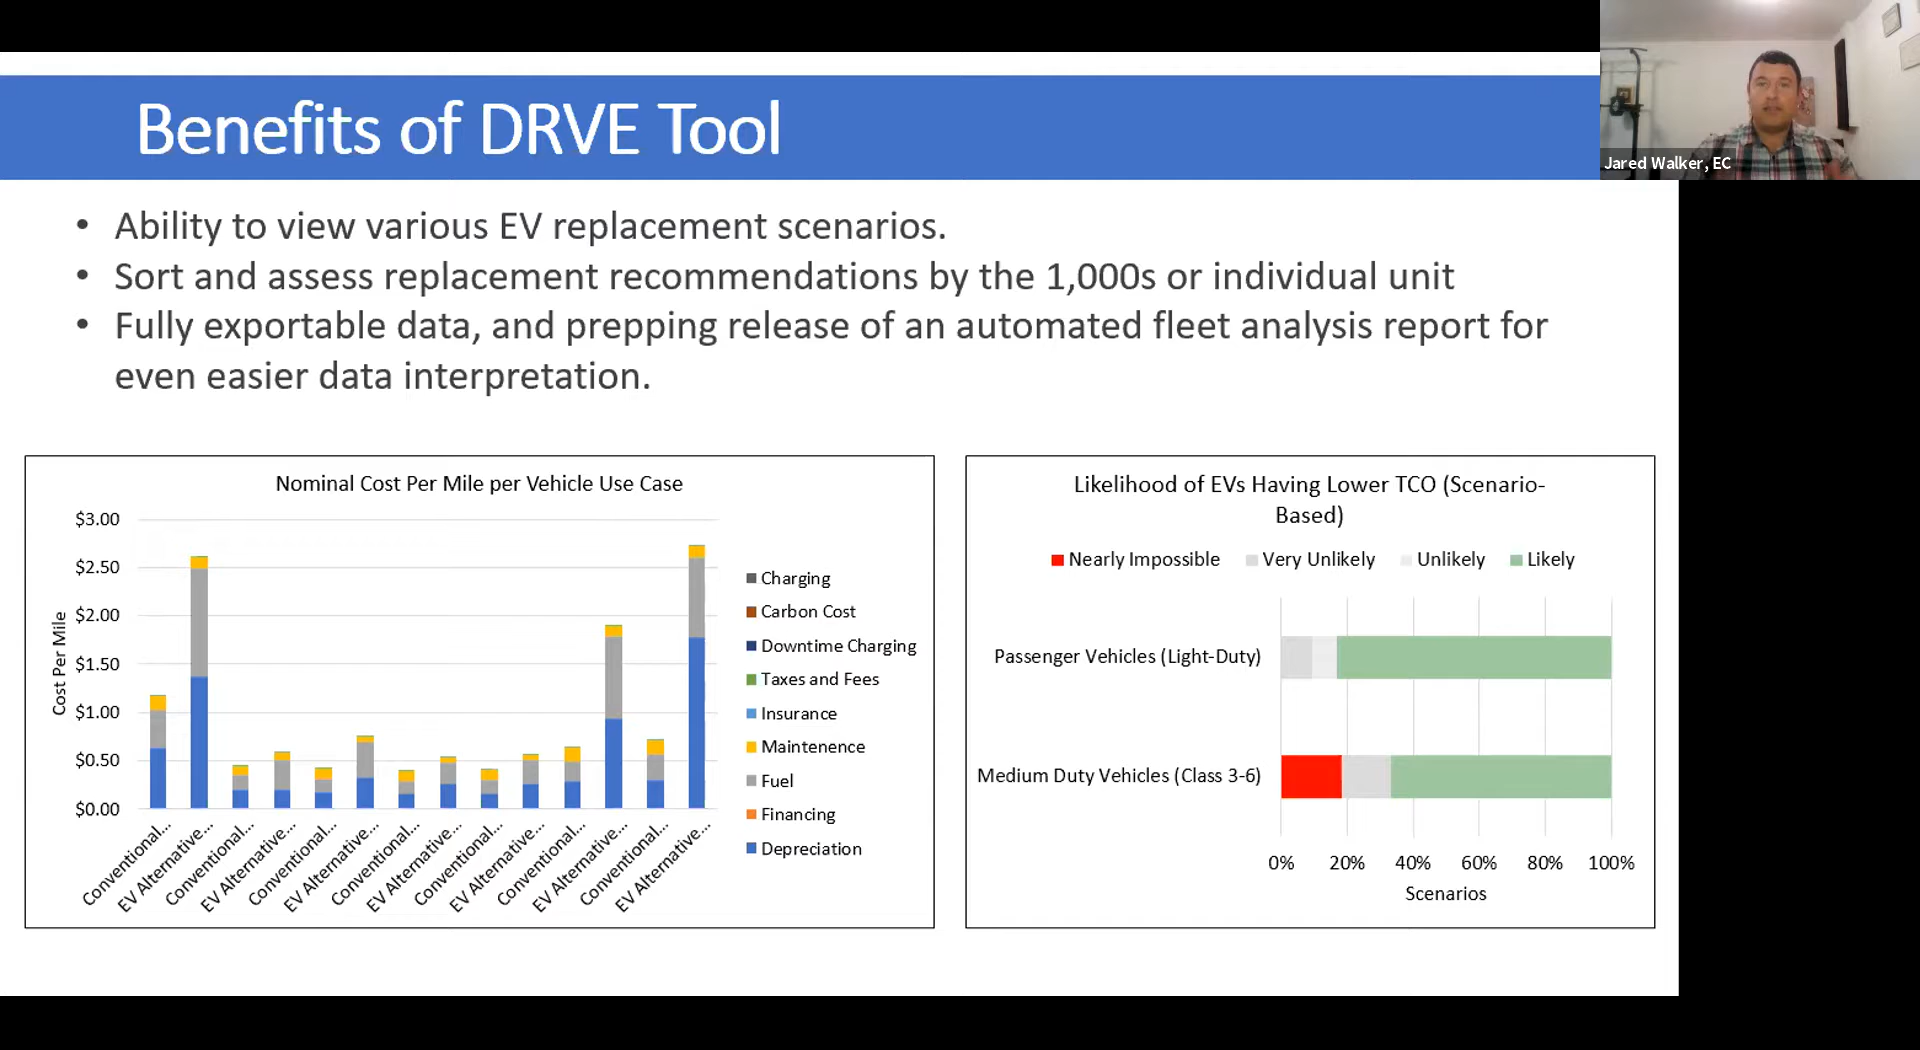 Benefits of DRVE Tool
Jared Walker, EC
• Ability to view various EV replacement scenarios.
• Sort and assess replacement recommendations by the 1,000s or individual unit
• Fully exportable data, and prepping release of an automated fleet analysis report for
even easier data interpretation.
Nominal Cost Per Mile per Vehicle Use Case
Cost Per Mile
$3.00
$2.50
$2.00
$1.50
$1.00
$0.50
$0.00
Conventional...
EV Alternative...
Conventional...
EV Alternative...
Conventional...
EV Alternative...
Conventional...
EV Alternative...
Conventional...
EV Alternative...
Conventional...
EV Alternative...
Conventional...
EV Alternative...
Charging
Carbon Cost
Downtime Charging
Taxes and Fees
Insurance
Maintenence
Fuel
Financing
Depreciation
Likelihood of EVs Having Lower TCO (Scenario-
Based)
Nearly Impossible Very Unlikely Unlikely Likely
Passenger Vehicles (Light-Duty)
Medium Duty Vehicles (Class 3-6)
0% 20% 40% 60% 80% 100%
Scenarios